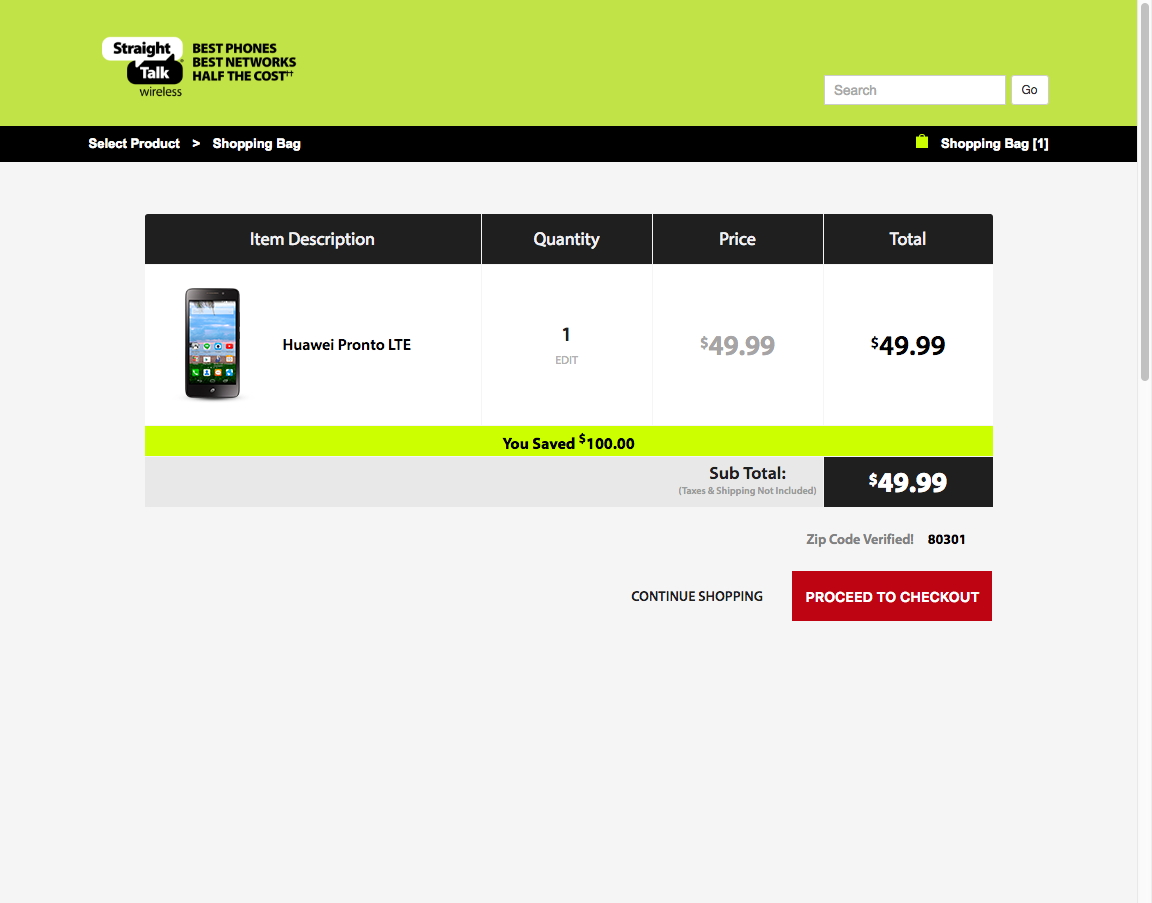 Straight
Talk
wireless
BEST PHONES
BEST NETWORKS
HALF THE COST††
Search
Go
Select Product > Shopping Bag
Shopping Bag [1]
Item Description
Quantity
Price
Total
Huawei Pronto LTE
1
EDIT
$49.99
$49.99
You Saved $100.00
Sub Total:
(Taxes & Shipping Not Included)
$49.99
Zip Code Verified! 80301
CONTINUE SHOPPING
PROCEED TO CHECKOUT